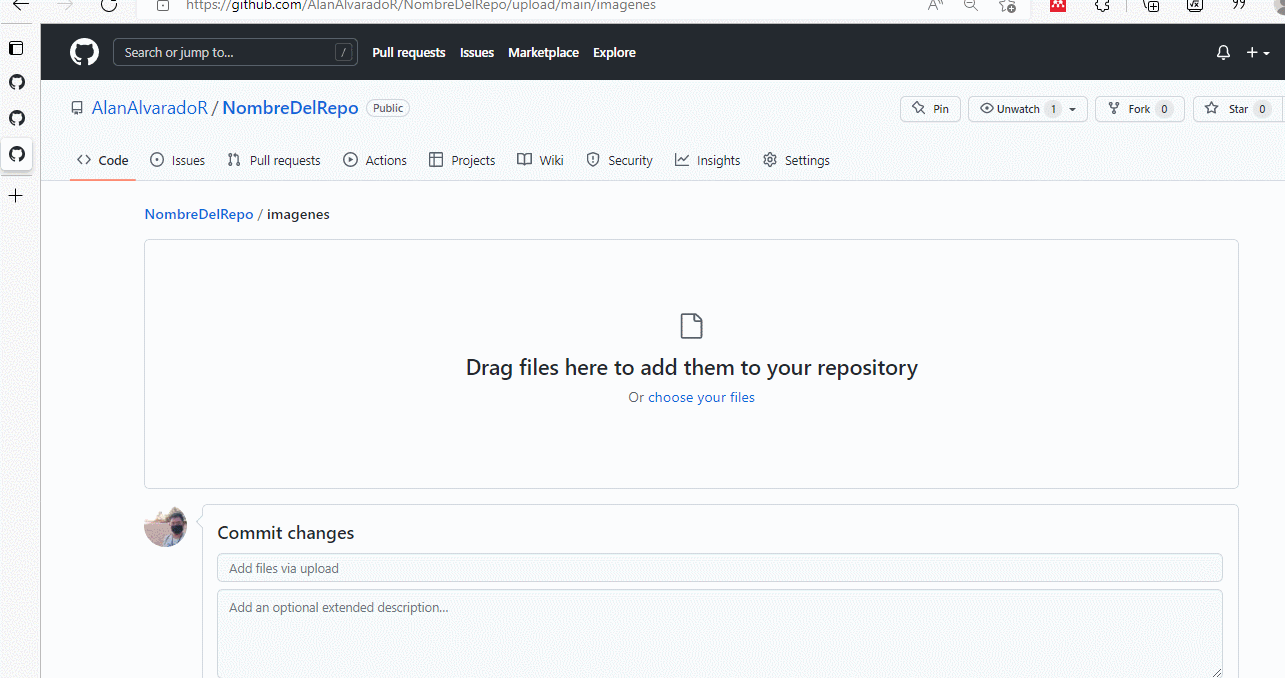 https://github.com/AlanAlvaradoR/NombreDelRepo/upload/main/imagenes
Search or jump to... / Pull requests Issues Marketplace Explore
AlanAlvaradoR / NombreDelRepo Public Pin Unwatch 1 Fork 0 Star 0
Code Issues Pull requests Actions Projects Wiki Security Insights Settings
NombreDelRepo / imagenes
Drag files here to add them to your repository
Or choose your files
Commit changes
Add files via upload
Add an optional extended description...